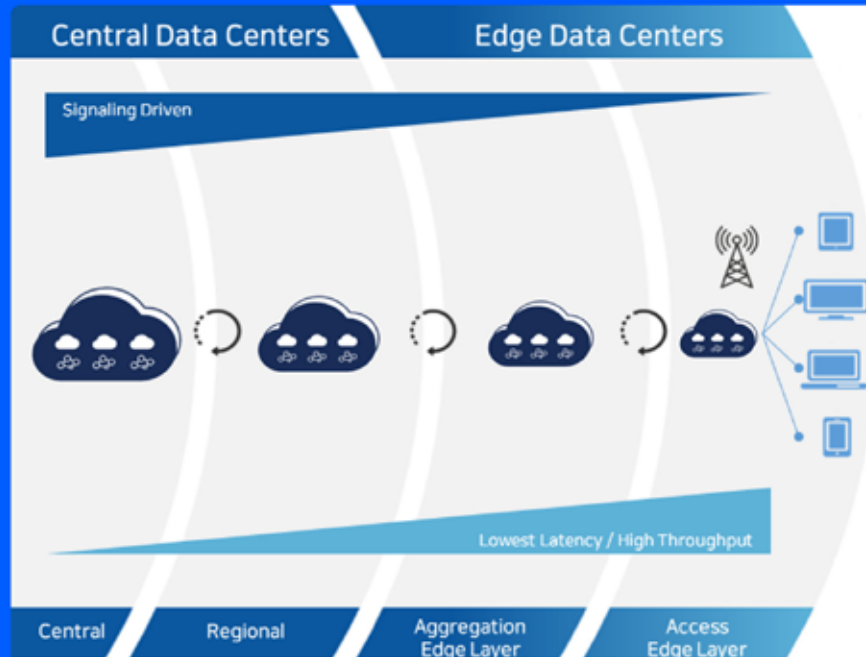 Central Data Centers
Edge Data Centers
Signaling Driven
Lowest Latency / High Throughput
Central
Regional
Aggregation
Edge Layer
Access
Edge Layer